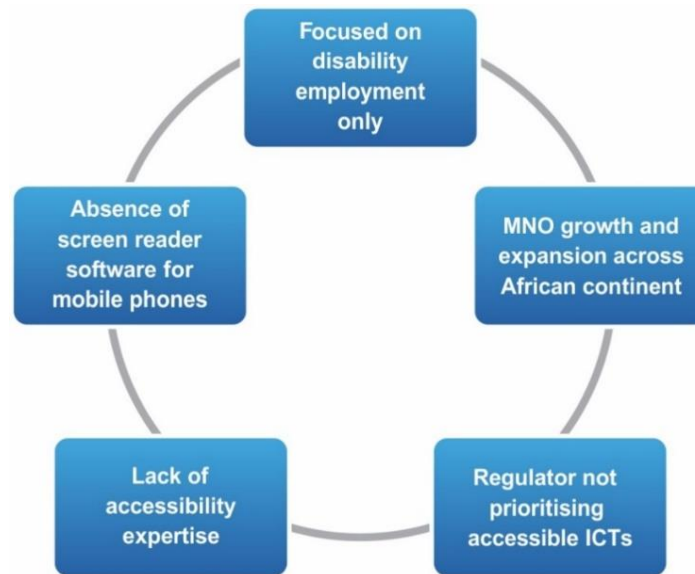 Focused on
disability
employment
only
MNO growth and
expansion across
African continent
Regulator not
prioritising
accessible ICTs
Lack of
accessibility
expertise
Absence of
screen reader
software for
mobile phones